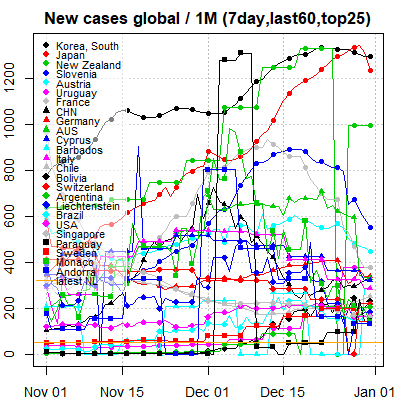 New cases global / 1M (7day,last60,top25)
Korea, South
Japan
New Zealand
Slovenia
Austria
Uruguay
France
CHN
Germany
AUS
Cyprus
Barbados
Italy
Chile
Bolivia
Switzerland
Argentina
Liechtenstein
Brazil
USA
Singapore
Paraguay
Sweden
Monaco
Andorra
latest NL
0
200
400
600
800
1000
1200
Nov 01
Nov 15
Dec 01
Dec 15
Jan 01